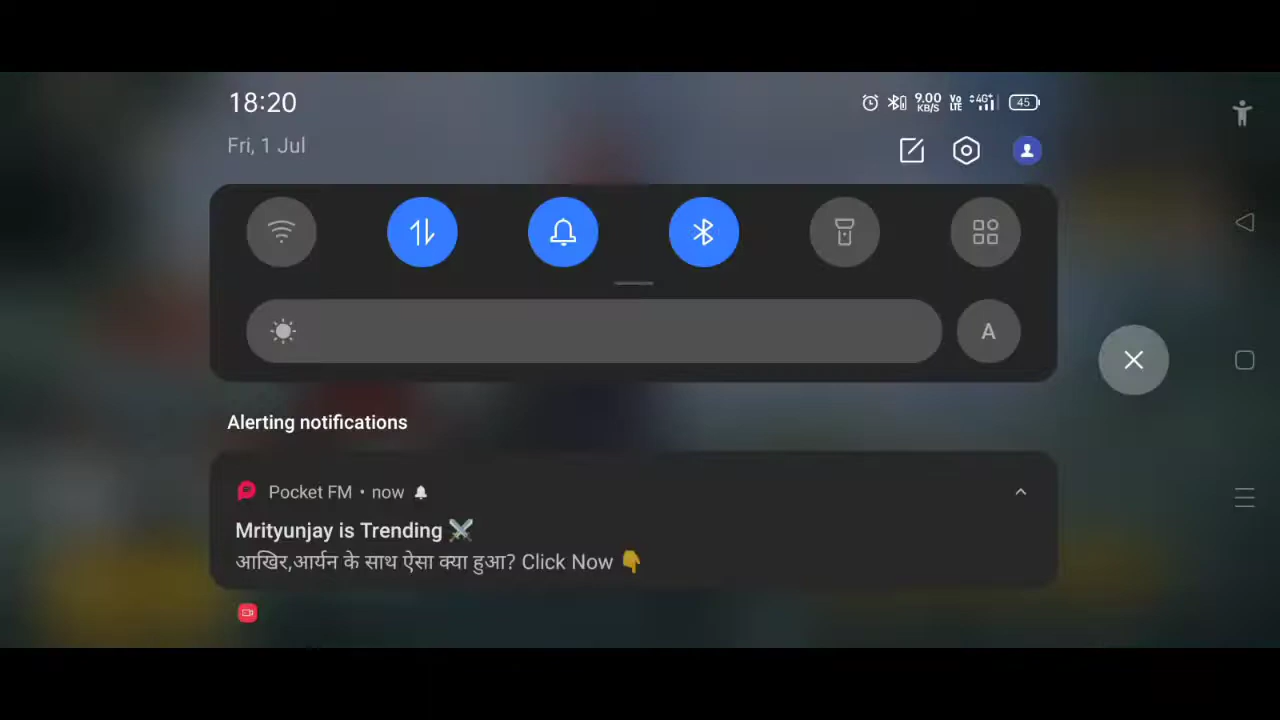 18:20
9.00 KB/S Vo LTE 4G+ 45
Fri, 1 Jul
A
Alerting notifications
Pocket FM • now
Mrityunjay is Trending ⚔️
आखिर,आर्यन के साथ ऐसा क्या हुआ? Click Now 👇